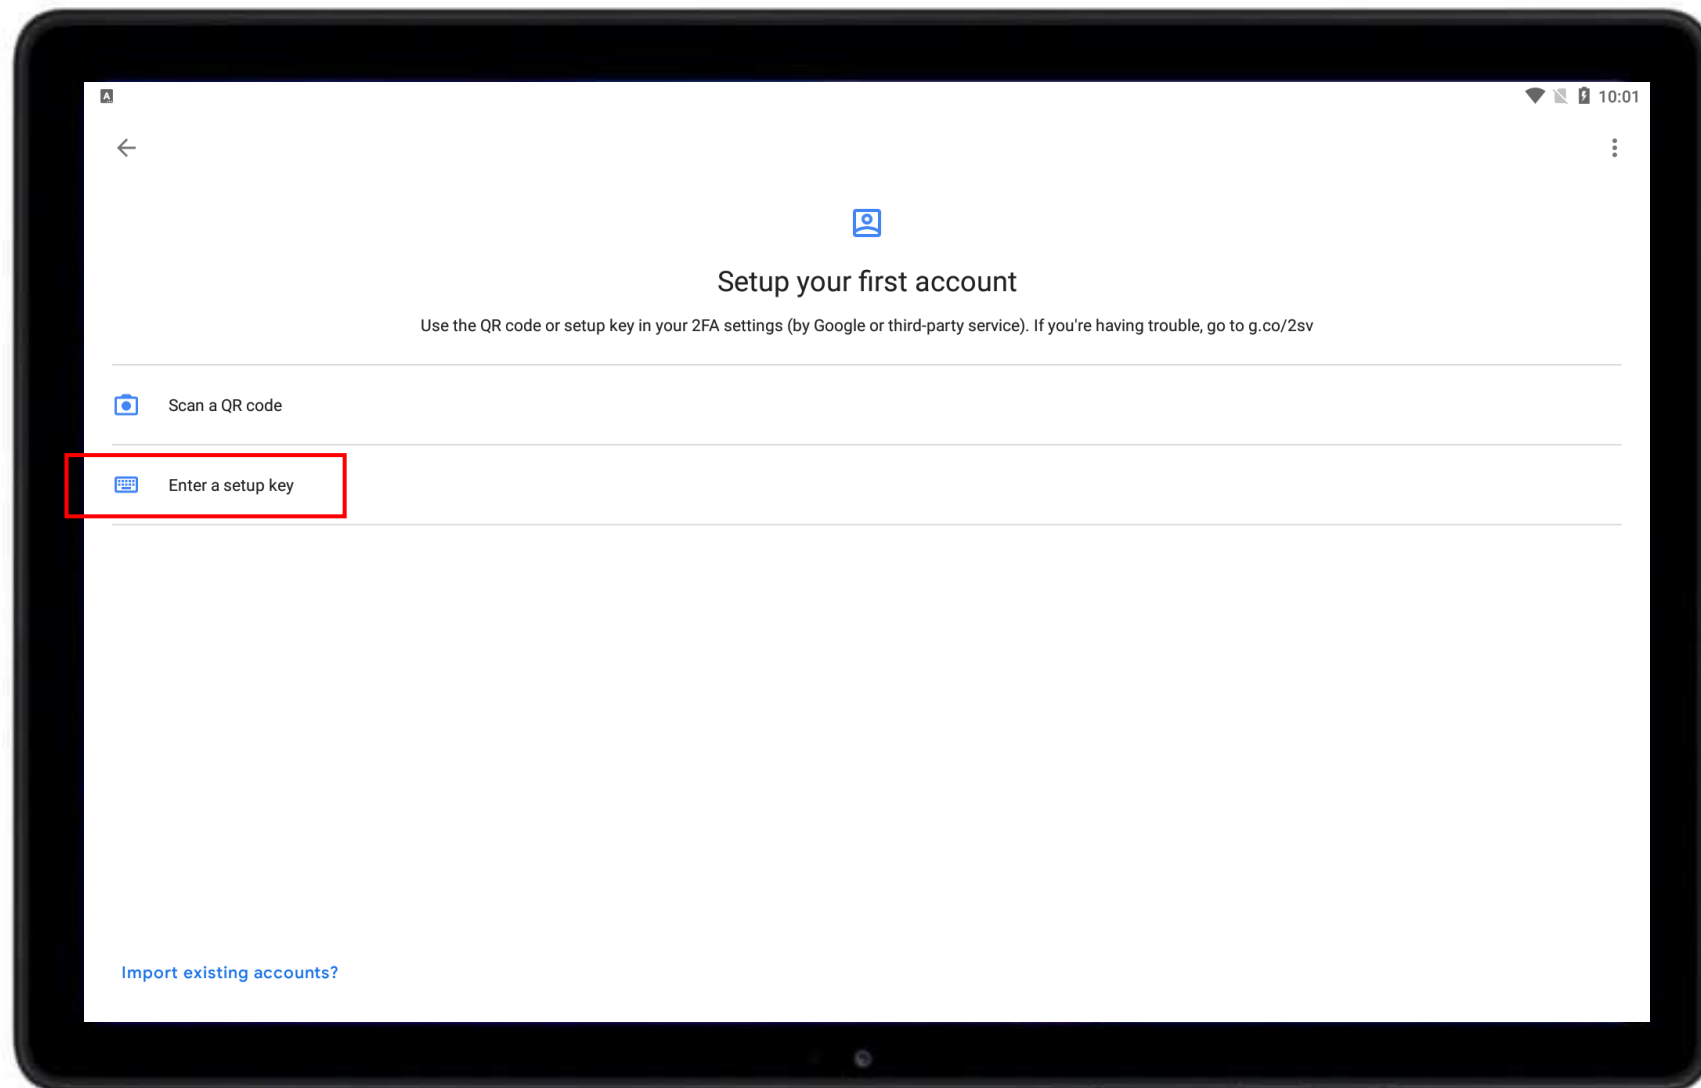 A
10:01
Setup your first account
Use the QR code or setup key in your 2FA settings (by Google or third-party service). If you're having trouble, go to g.co/2sv
Scan a QR code
Enter a setup key
Import existing accounts?